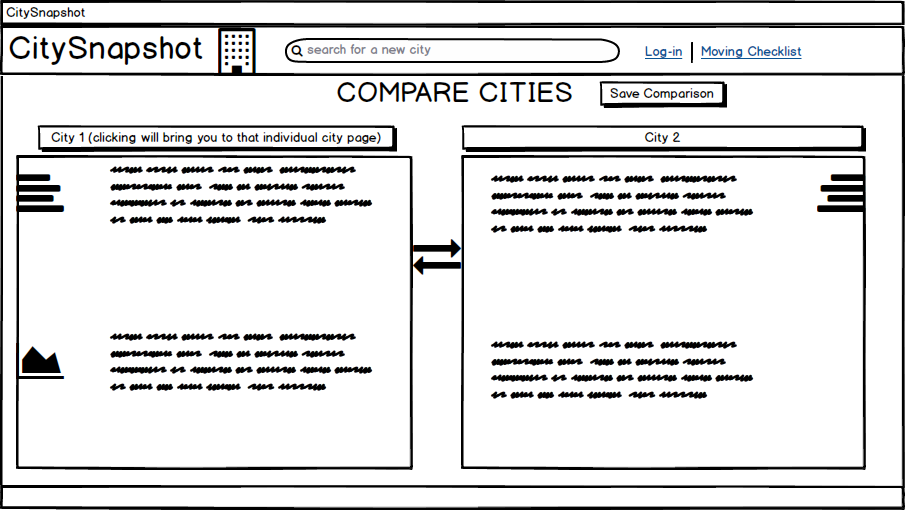 CitySnapshot
CitySnapshot
search for a new city
Log-in
Moving Checklist
COMPARE CITIES
Save Comparison
City 1 (clicking will bring you to that individual city page)
City 2